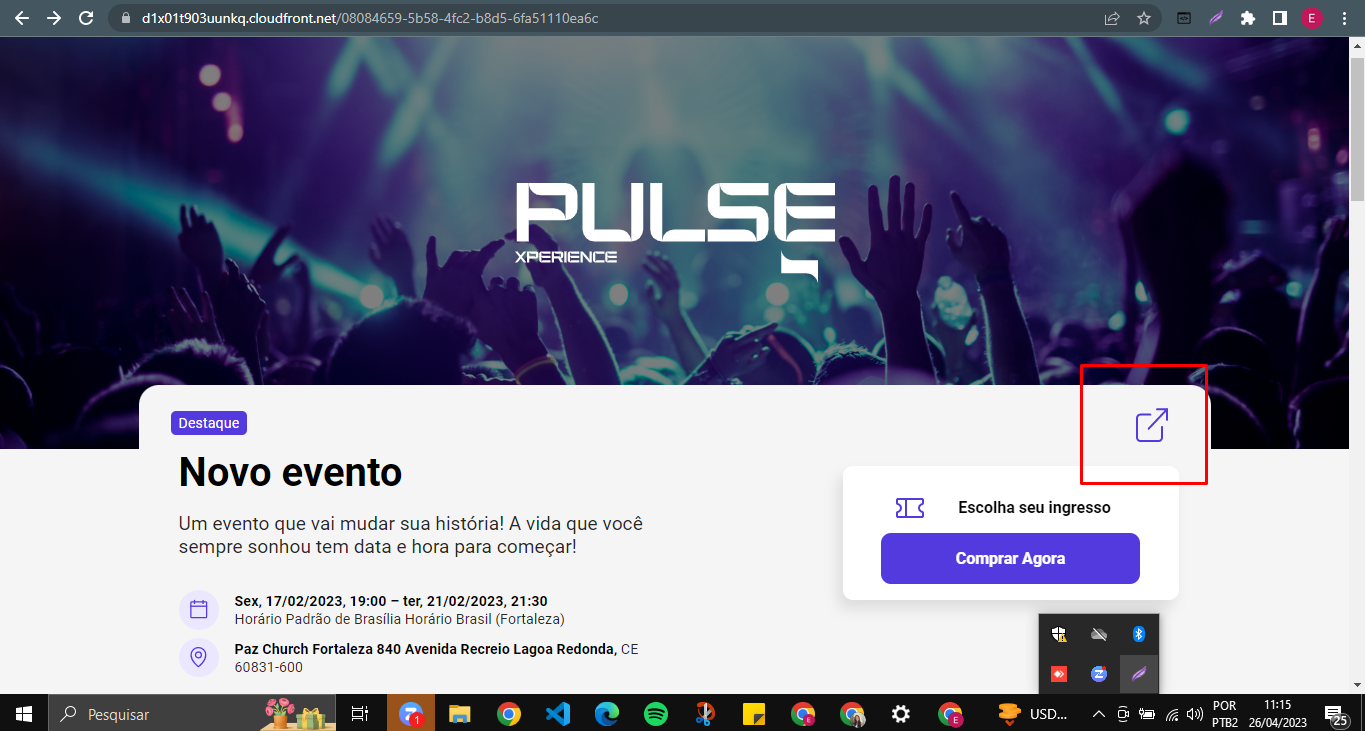 d1x01t903uunkq.cloudfront.net/08084659-5b58-4fc2-b8d5-6fa51110ea6c
E
PULSE
XPERIENCE
Destaque
Novo evento
Um evento que vai mudar sua história! A vida que você
sempre sonhou tem data e hora para começar!
Sex, 17/02/2023, 19:00 – ter, 21/02/2023, 21:30
Horário Padrão de Brasília Horário Brasil (Fortaleza)
Paz Church Fortaleza 840 Avenida Recreio Lagoa Redonda, CE
60831-600
Escolha seu ingresso
Comprar Agora
Z
Pesquisar
1
E
E
USD...
POR
PTB2
11:15
26/04/2023
25